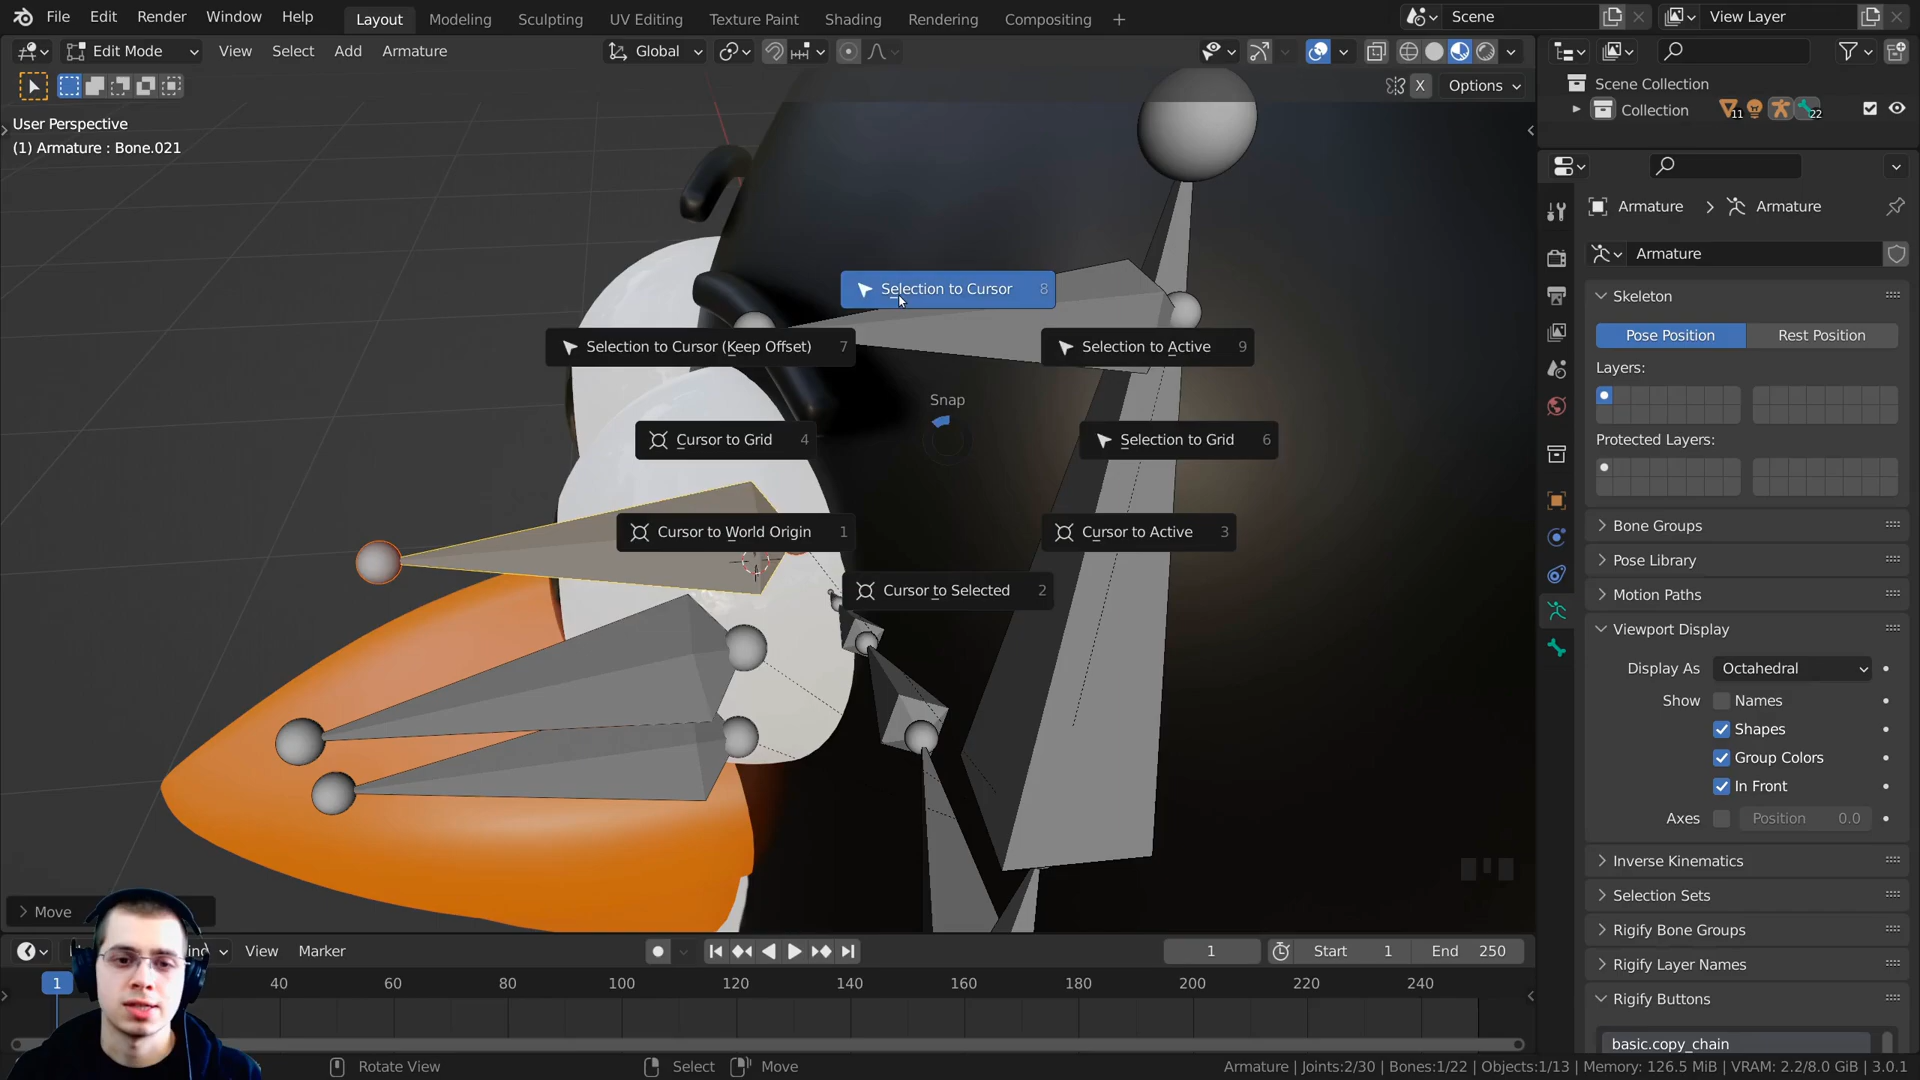 File Edit Render Window Help Layout Modeling Sculpting UV Editing Texture Paint Shading Rendering Compositing + Scene View Layer
Edit Mode View Select Add Armature Global
X Options
User Perspective
(1) Armature : Bone.021
Scene Collection
Collection 11 22
Armature > Armature
Armature
Skeleton
Pose Position Rest Position
Layers:
Protected Layers:
Bone Groups
Pose Library
Motion Paths
Viewport Display
Display As Octahedral
Show Names
Shapes
Group Colors
In Front
Axes Position 0.0
Inverse Kinematics
Selection Sets
Rigify Bone Groups
Rigify Layer Names
Rigify Buttons
basic.copy_chain
Selection to Cursor 8
Selection to Cursor (Keep Offset) 7
Selection to Active 9
Snap
Cursor to Grid 4
Selection to Grid 6
Cursor to World Origin 1
Cursor to Active 3
Cursor to Selected 2
Move
View Marker 1 Start 1 End 250
1 40 60 80 100 120 140 160 180 200 220 240
Rotate View Select Move
Armature | Joints:2/30 | Bones:1/22 | Objects:1/13 | Memory: 126.5 MiB | VRAM: 2.2/8.0 GiB | 3.0.1